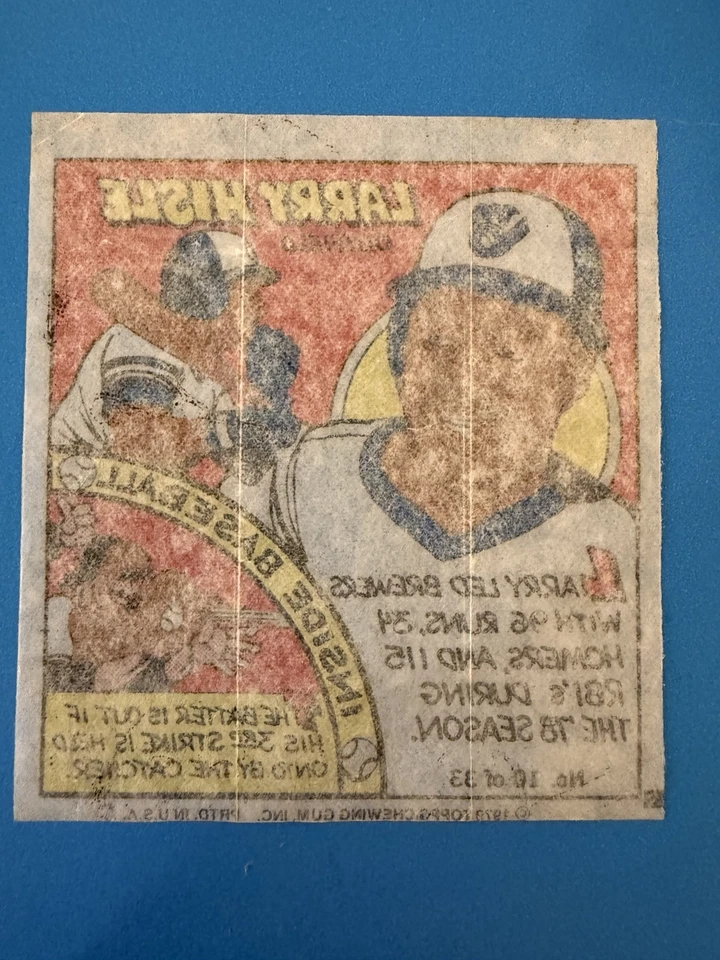 LARRY HISLE
OUTFIELD
INSIDE BASEBALL
LARRY LED BREWERS
WITH 96 RUNS, 34
HOMERS, AND 115
RBI's DURING
THE '78 SEASON.
No. 10 of 33
THE BATTER IS OUT IF
HIS 3RD STRIKE IS HELD
ONTO BY THE CATCHER.
© 1979 TOPPS CHEWING GUM, INC. PRTD. IN U.S.A.